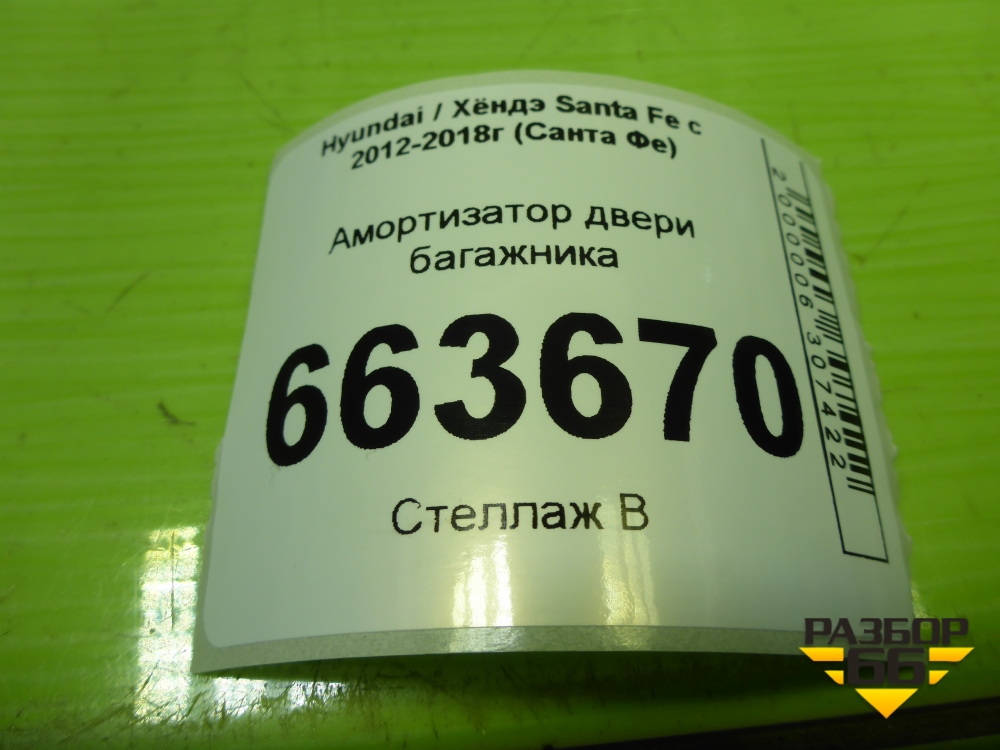 Hyundai / Хёндэ Santa Fe с
2012-2018г (Санта Фе)
Амортизатор двери
багажника
663670
Стеллаж В
2000006307422
РАЗБОР
66